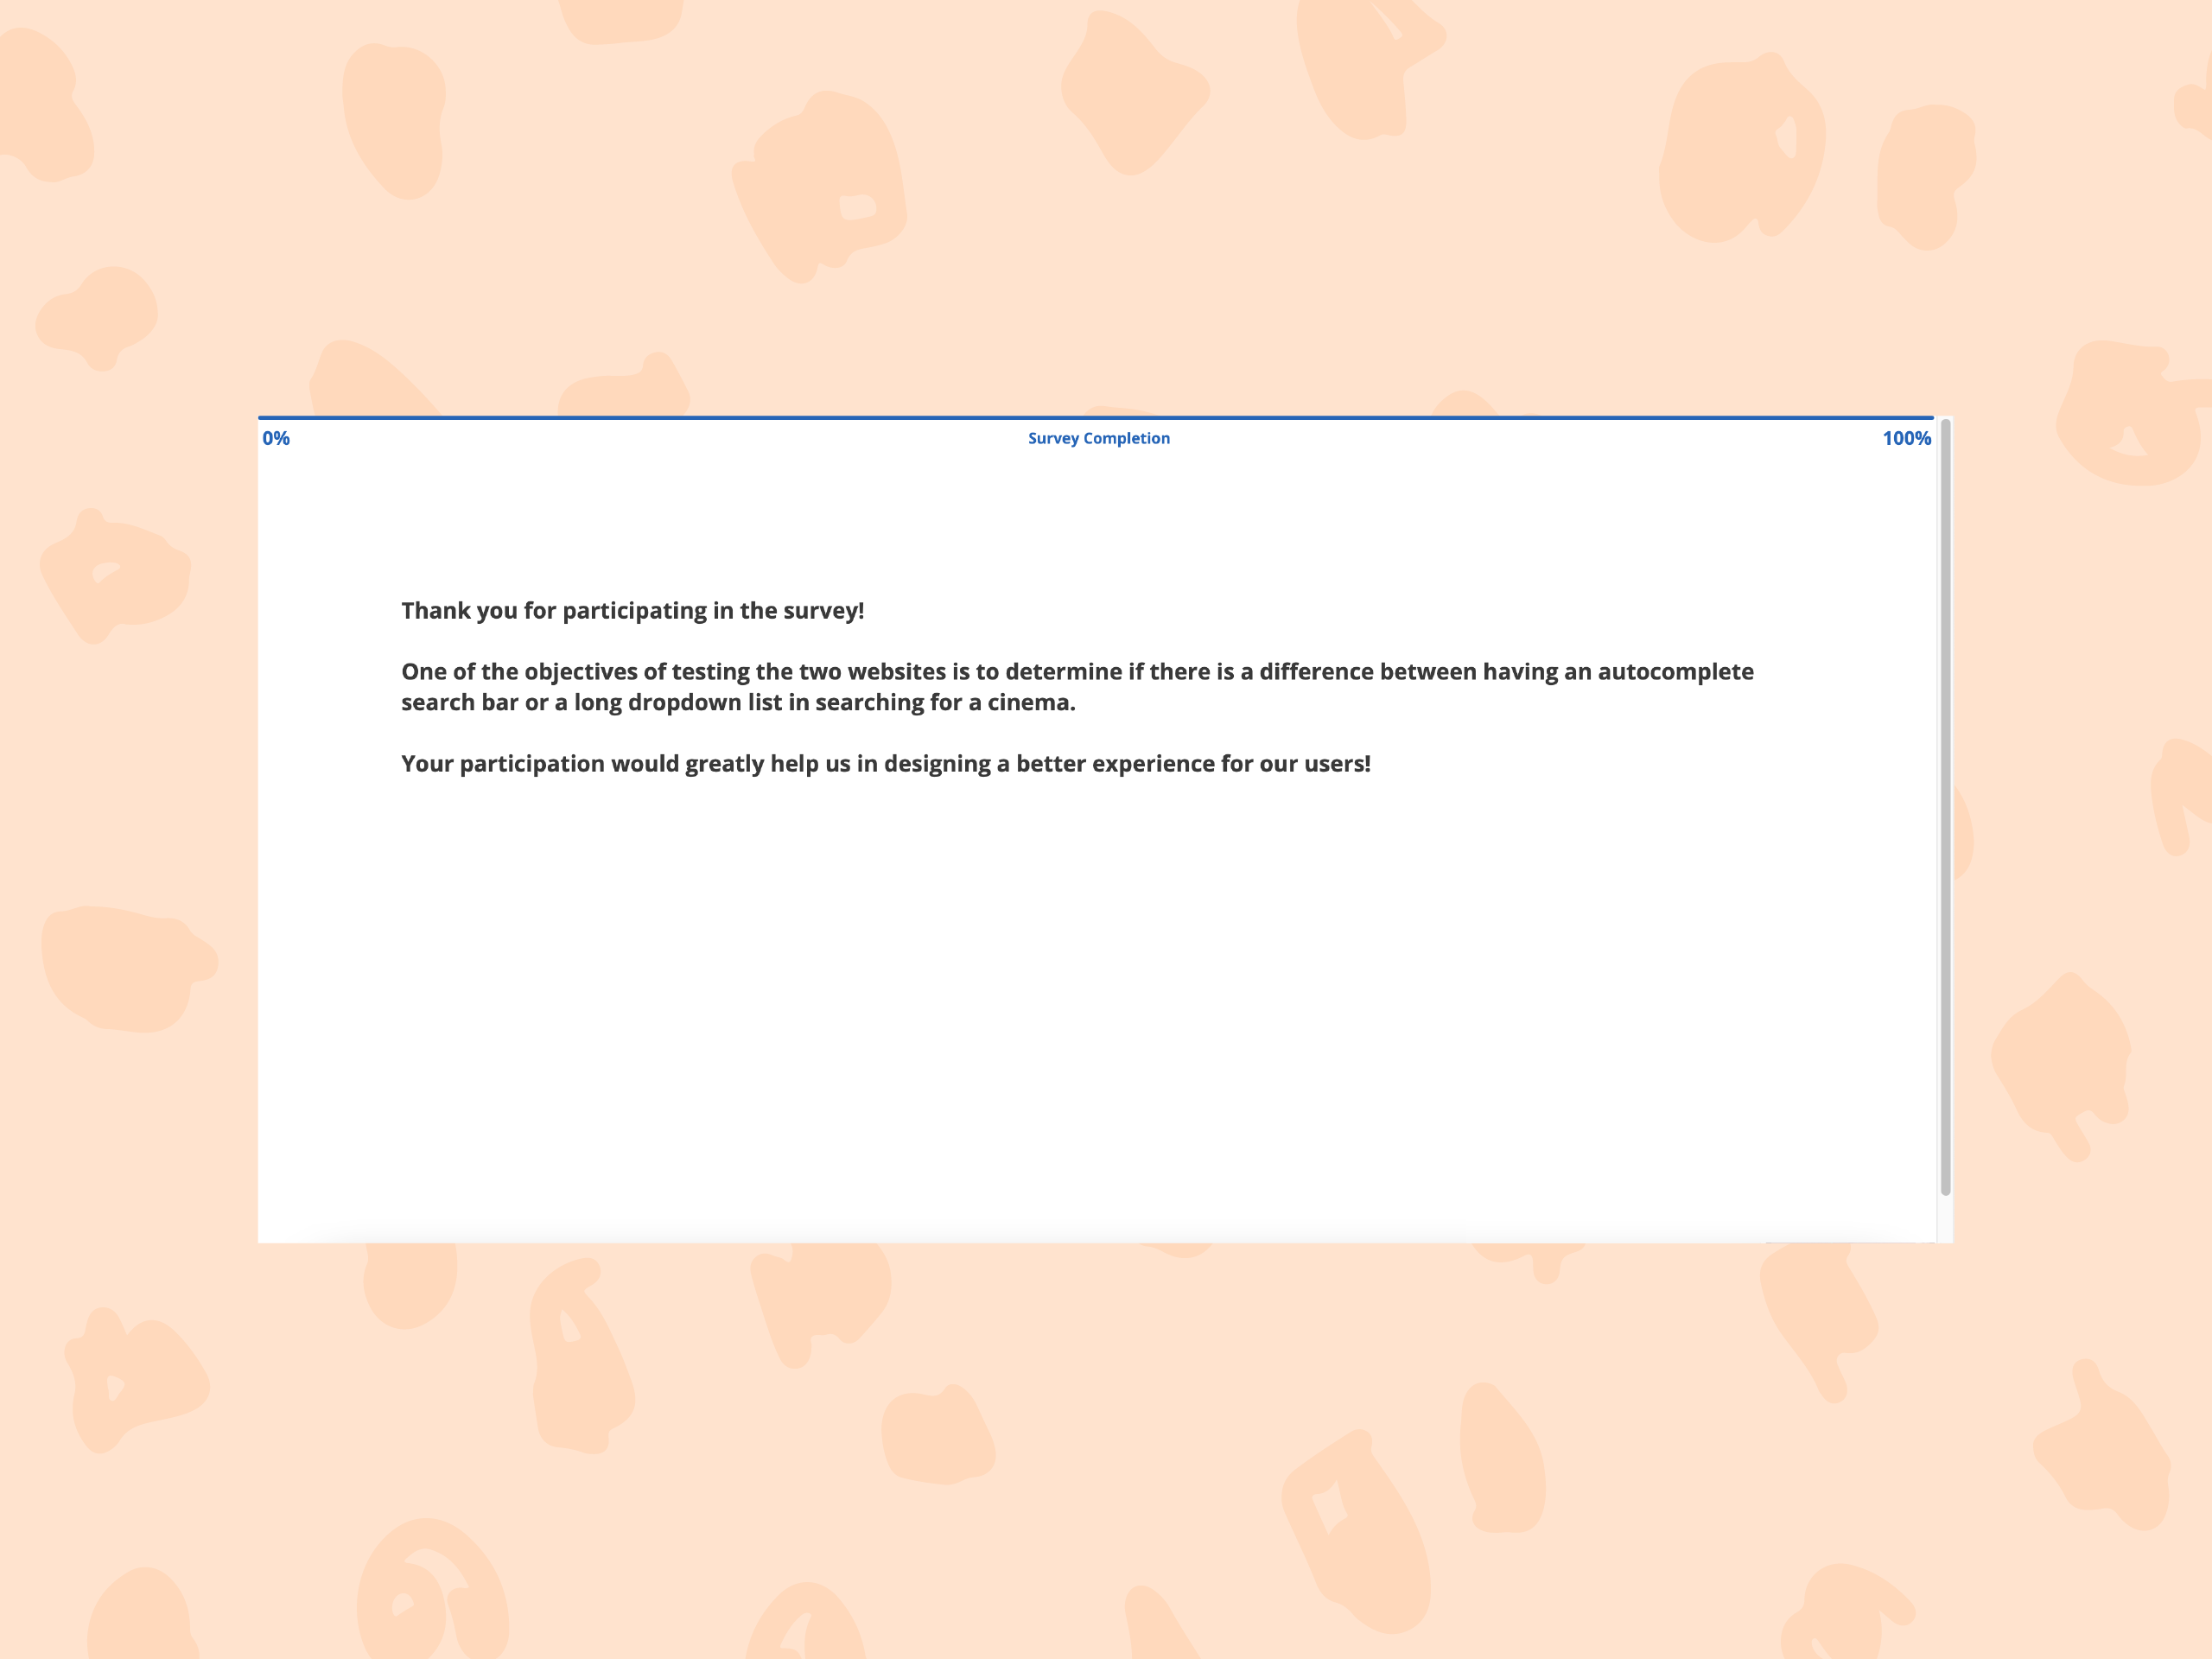 0% Survey Completion 100%
Thank you for participating in the survey!
One of the objectives of testing the two websites is to determine if there is a difference between having an autocomplete
search bar or a long dropdown list in searching for a cinema.
Your participation would greatly help us in designing a better experience for our users!